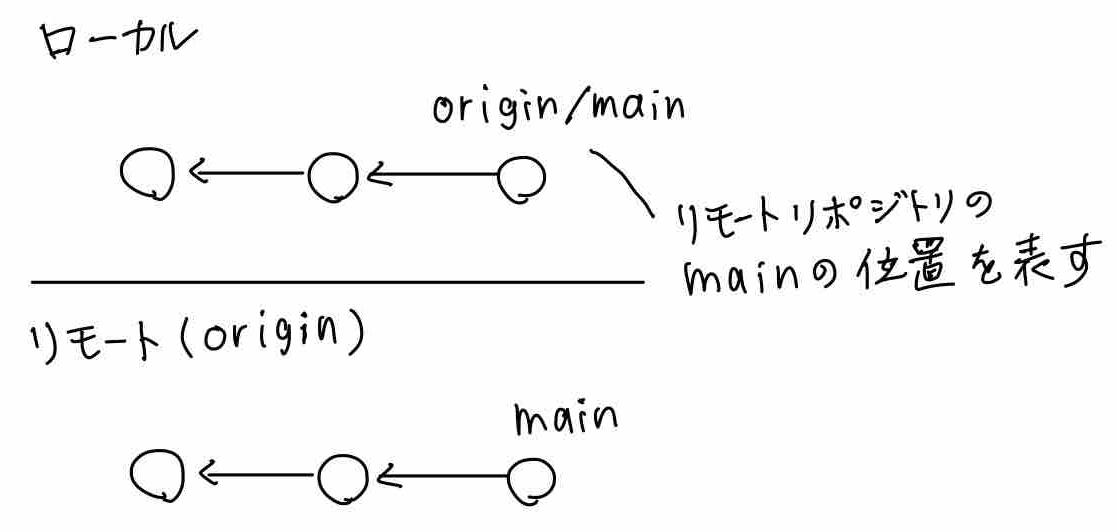 ローカル
origin/main
リモートリポジトリの
mainの位置を表す
リモート(origin)
main